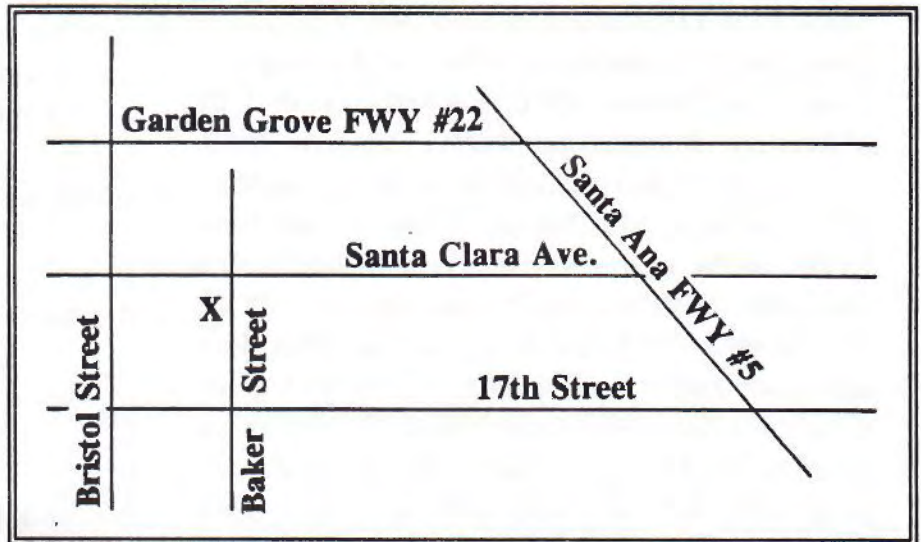 Garden Grove FWY #22
Santa Ana FWY #5
Santa Clara Ave.
X
Bristol Street
Baker Street
17th Street